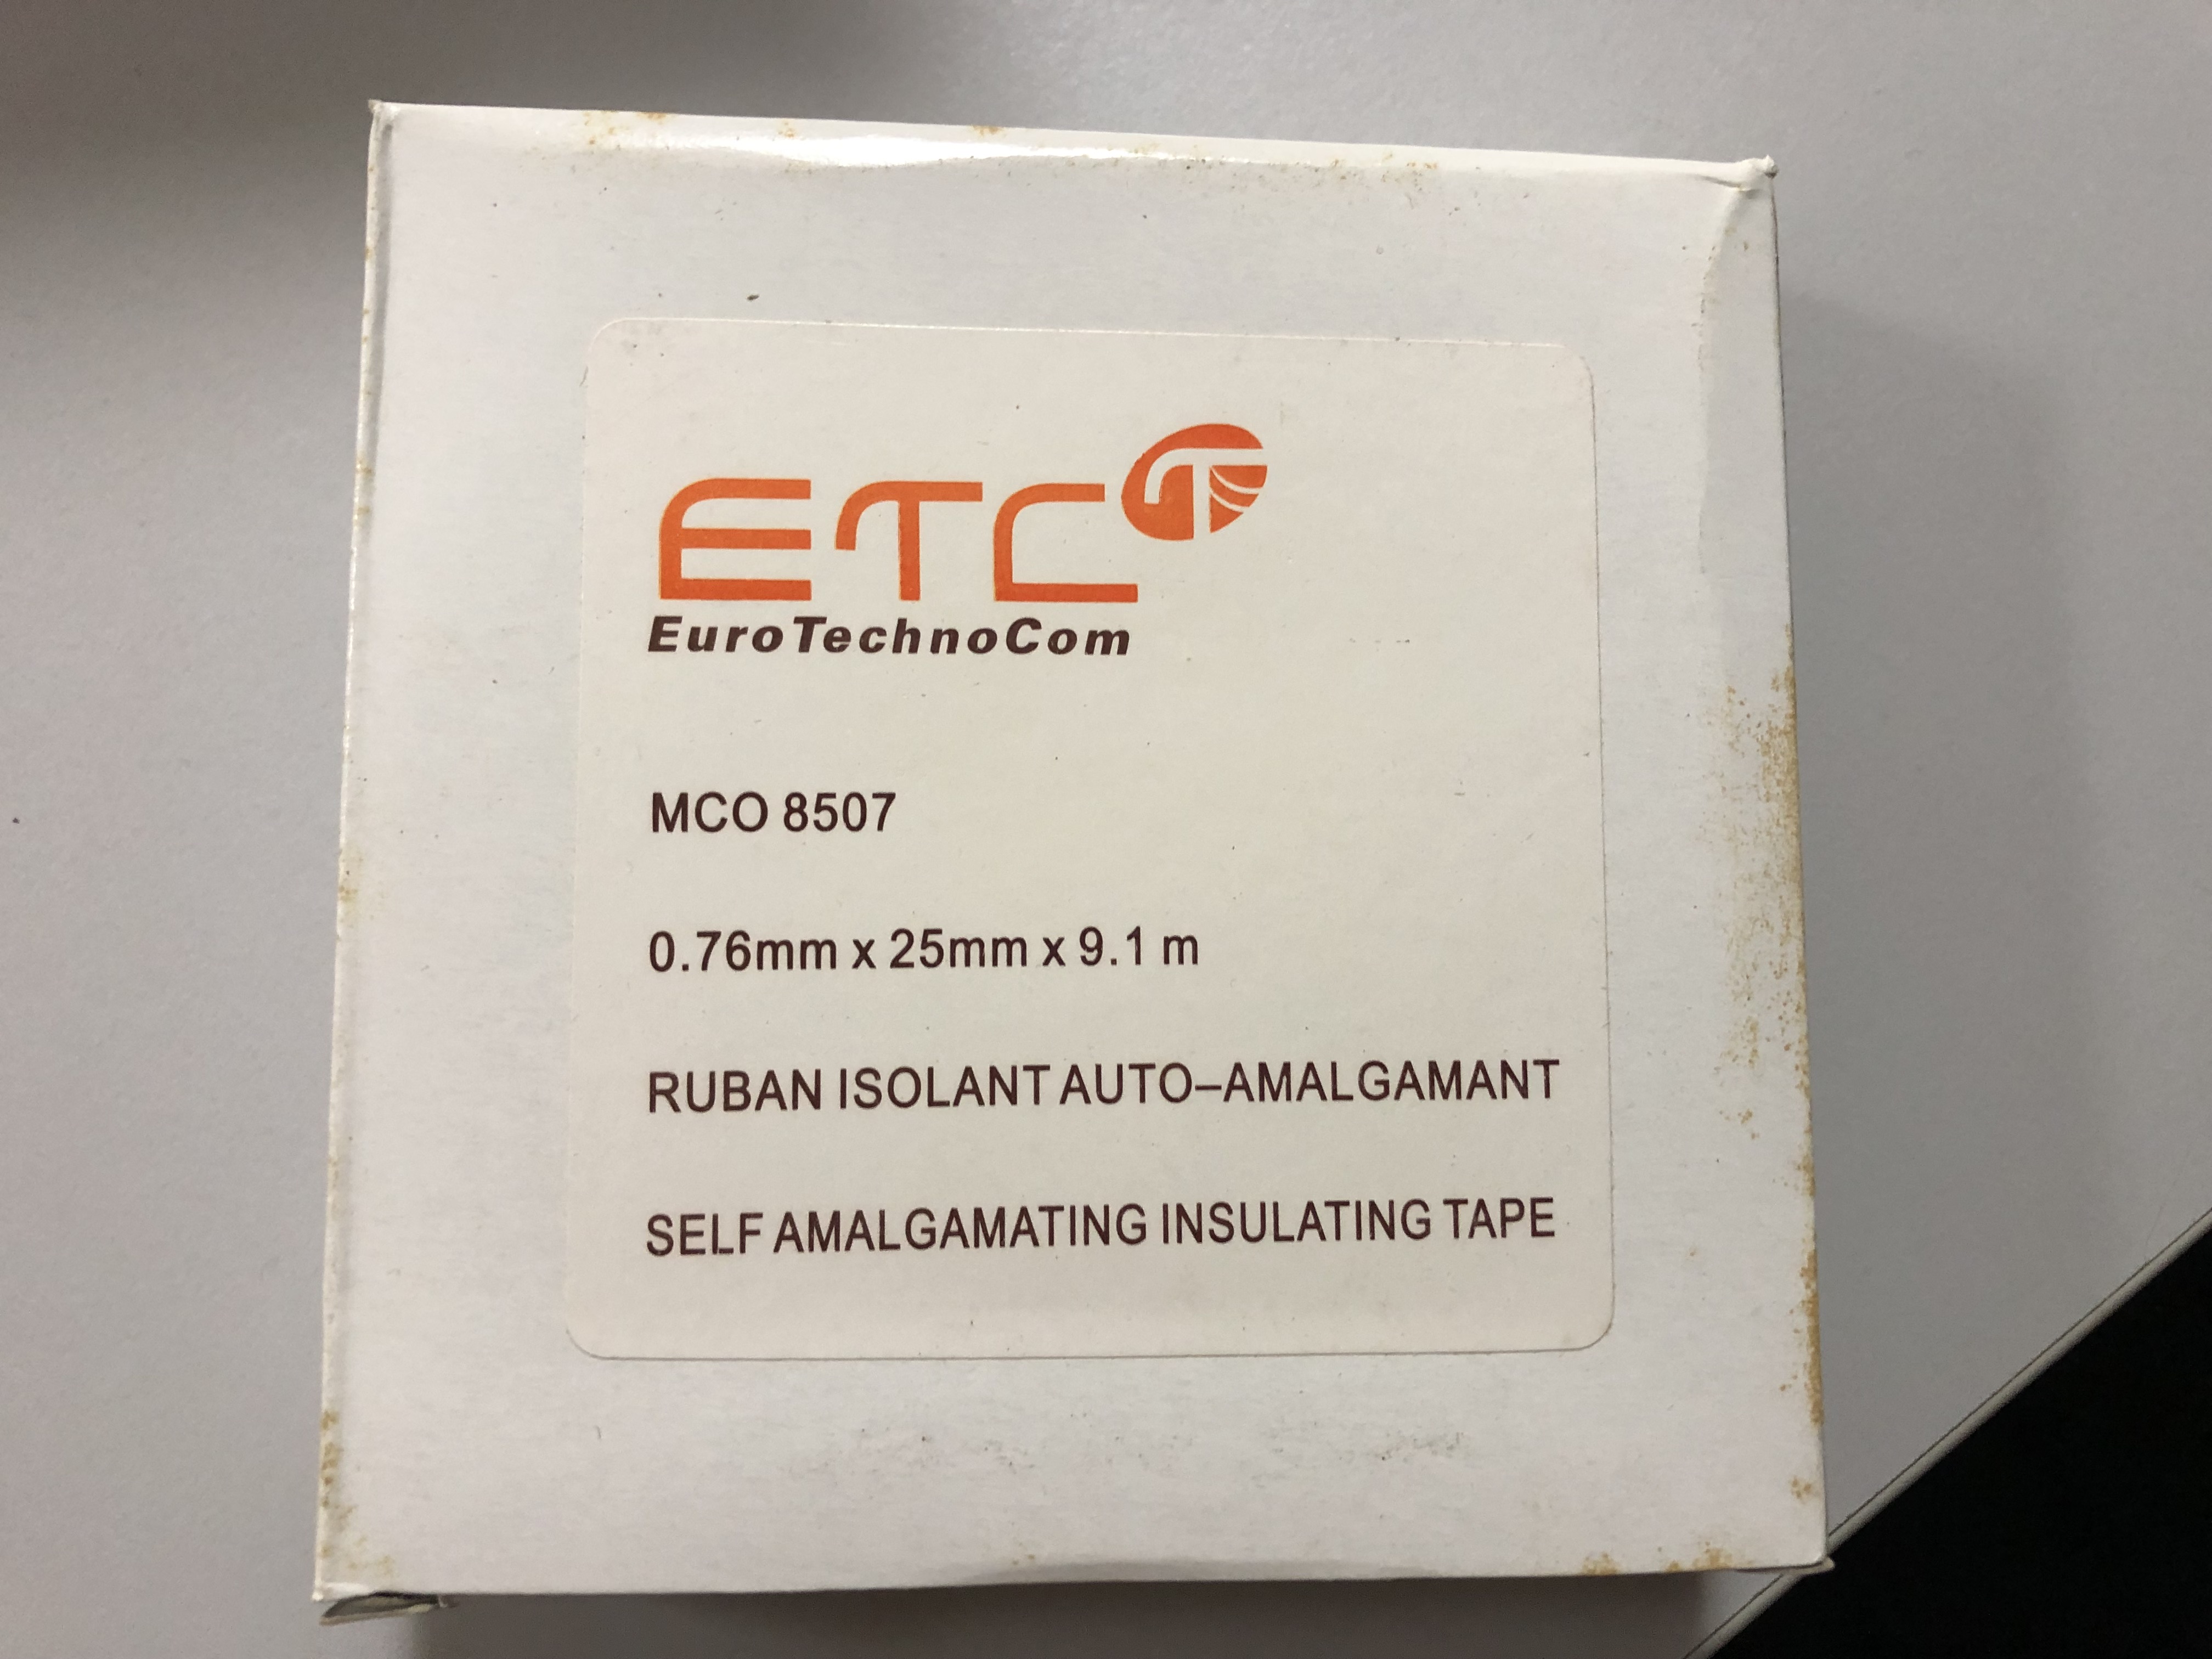 ETC
EuroTechnoCom
MCO 8507
0.76mm x 25mm x 9.1 m
RUBAN ISOLANT AUTO–AMALGAMANT
SELF AMALGAMATING INSULATING TAPE